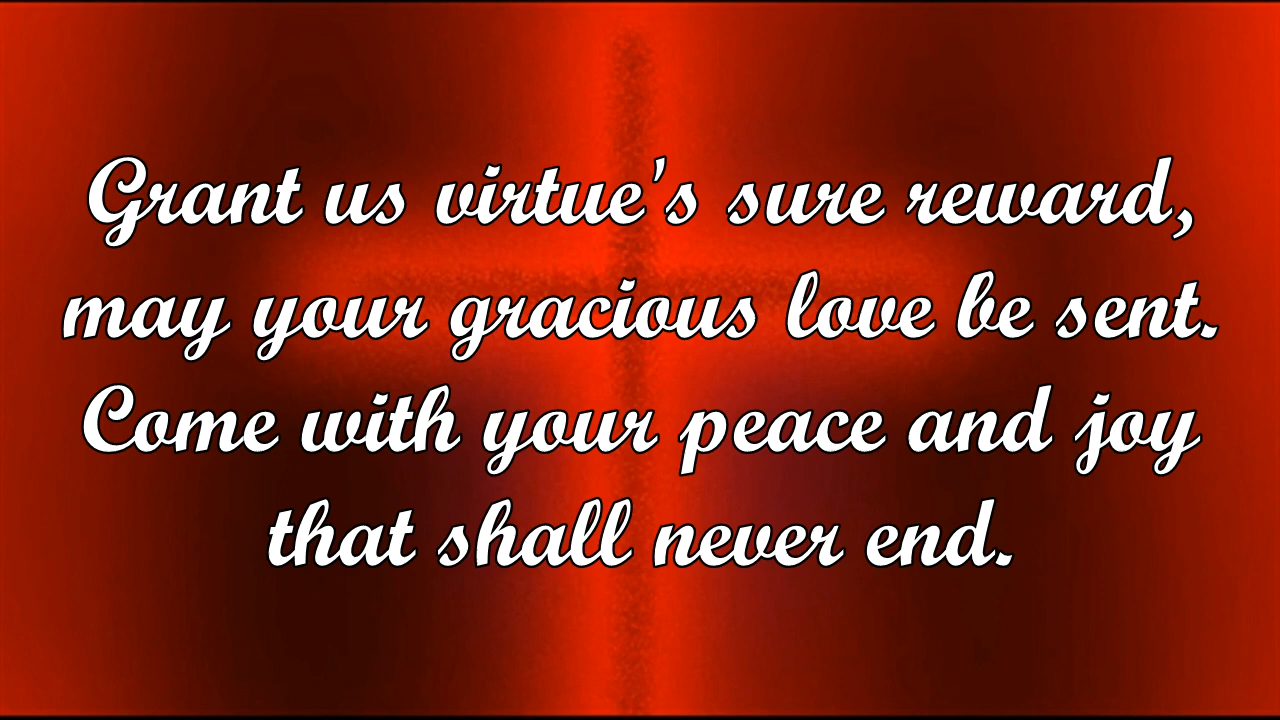 Grant us virtue's sure reward,
may your gracious love be sent.
Come with your peace and joy
that shall never end.